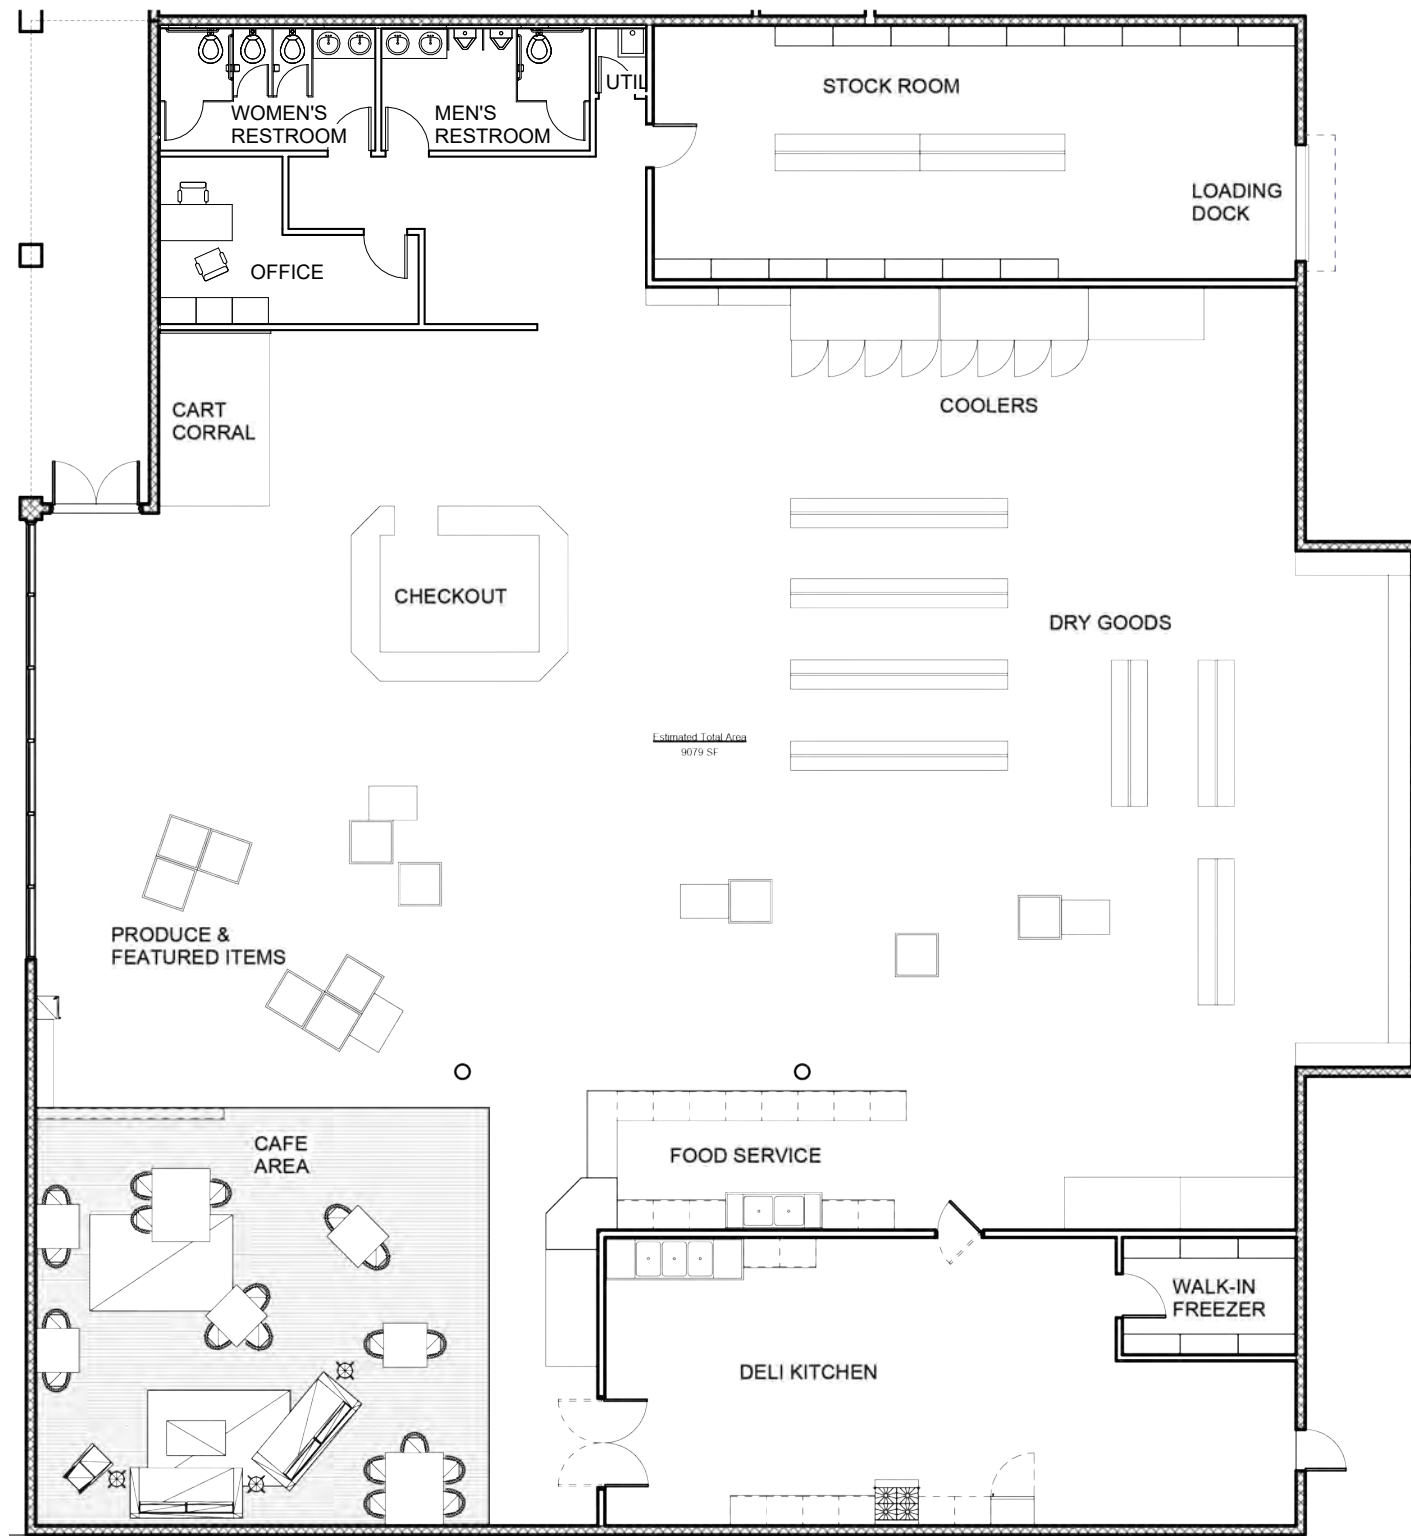 WOMEN'S
RESTROOM
MEN'S
RESTROOM
UTIL
STOCK ROOM
LOADING
DOCK
OFFICE
CART
CORRAL
COOLERS
CHECKOUT
DRY GOODS
Estimated Total Area
9079 SF
PRODUCE &
FEATURED ITEMS
CAFE
AREA
FOOD SERVICE
WALK-IN
FREEZER
DELI KITCHEN